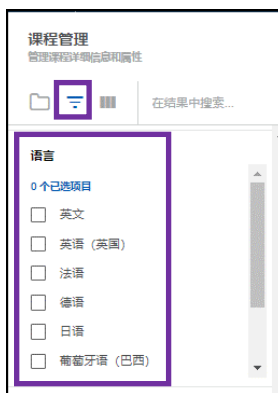 课程管理
管理课程详细信息和属性
在结果中搜索...
语言
0 个已选项目
英文
英语（英国）
法语
德语
日语
葡萄牙语（巴西）